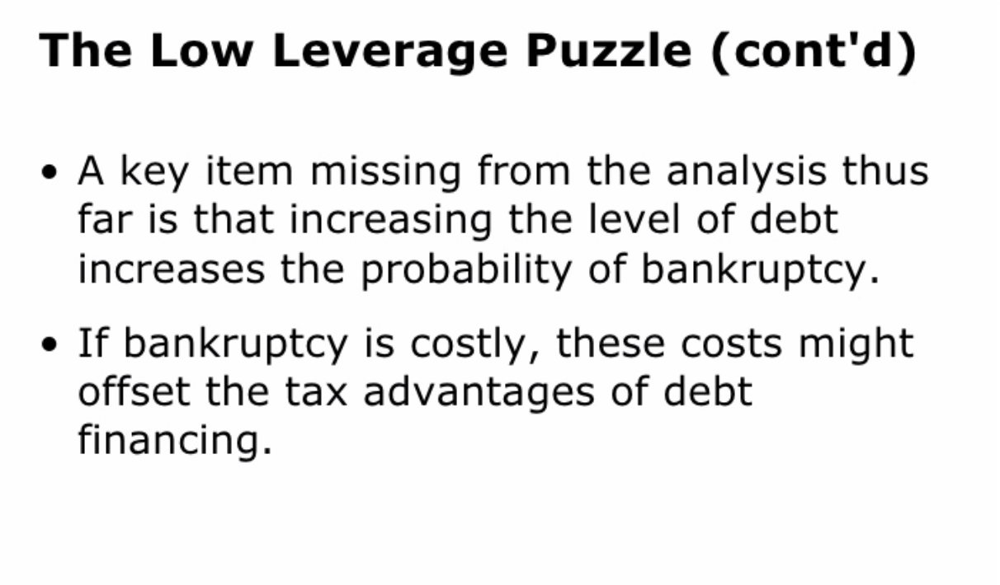 The Low Leverage Puzzle (cont'd)
• A key item missing from the analysis thus
far is that increasing the level of debt
increases the probability of bankruptcy.
• If bankruptcy is costly, these costs might
offset the tax advantages of debt
financing.